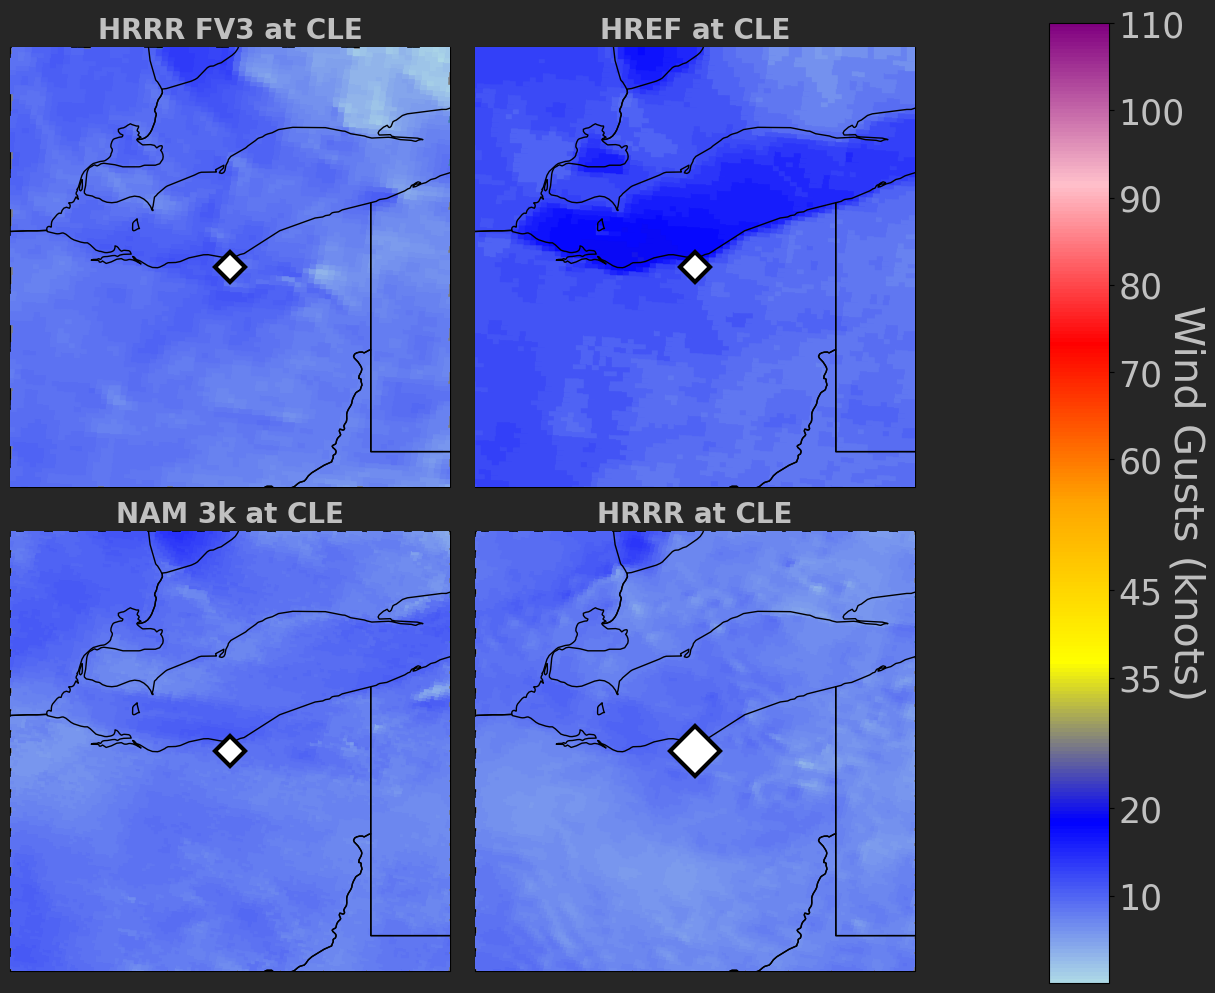 HRRR FV3 at CLE
HREF at CLE
NAM 3k at CLE
HRRR at CLE
110
100
90
80
70
60
45
35
20
10
Wind Gusts (knots)